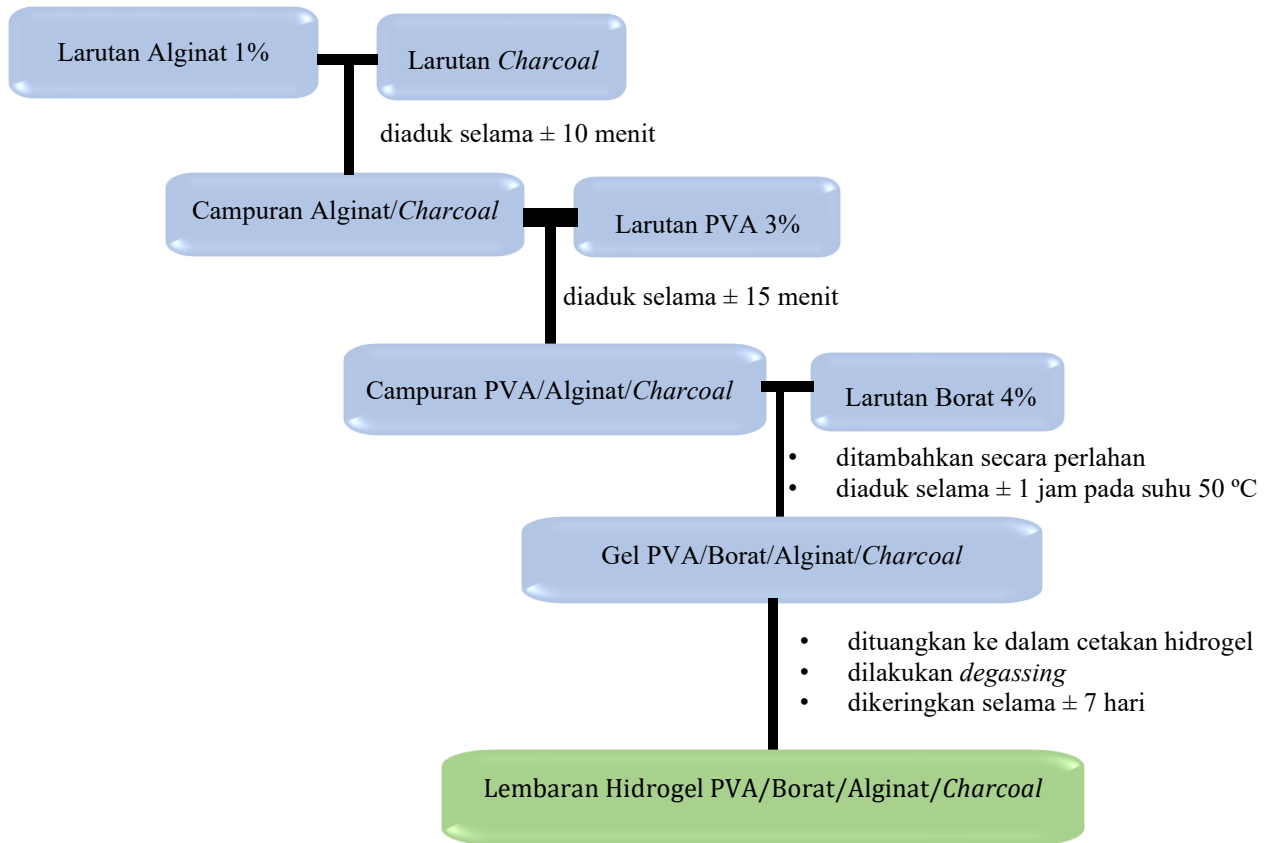 Larutan Alginat 1%
Larutan Charcoal
diaduk selama ± 10 menit
Campuran Alginat/Charcoal
Larutan PVA 3%
diaduk selama ± 15 menit
Campuran PVA/Alginat/Charcoal
Larutan Borat 4%
• ditambahkan secara perlahan
• diaduk selama ± 1 jam pada suhu 50 ºC
Gel PVA/Borat/Alginat/Charcoal
• dituangkan ke dalam cetakan hidrogel
• dilakukan degassing
• dikeringkan selama ± 7 hari
Lembaran Hidrogel PVA/Borat/Alginat/Charcoal